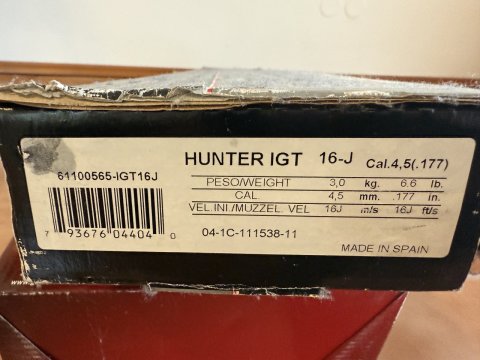 HUNTER IGT 16-J Cal.4,5(.177)
61100565-IGT16J
PESO/WEIGHT 3,0 kg. 6.6 lb.
CAL. 4,5 mm. .177 in.
VEL.INI./MUZZEL. VEL 16J m/s 16J ft/s
7 93676 04404 0
04-1C-111538-11
MADE IN SPAIN
www.